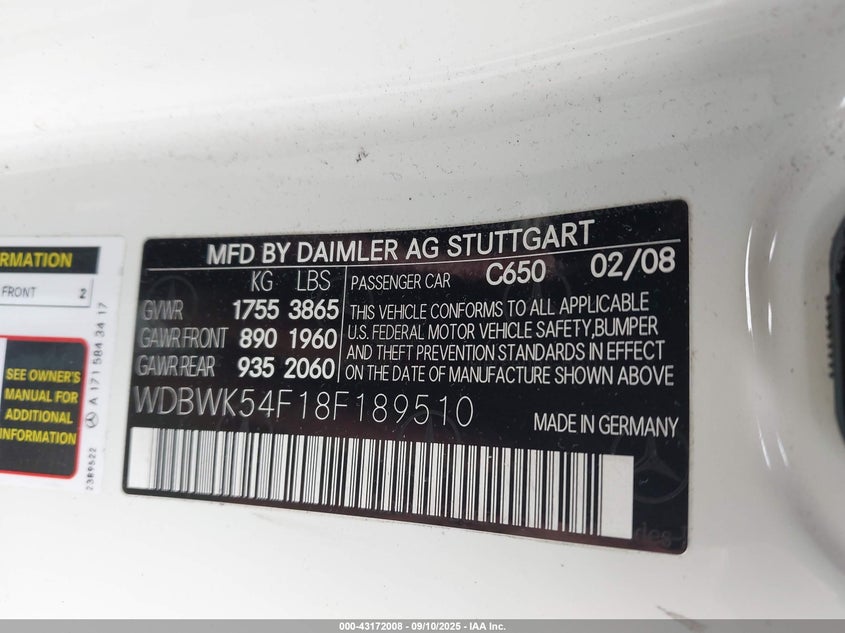 ORMATION
FRONT 2
SEE OWNER'S
MANUAL FOR
ADDITIONAL
INFORMATION
A 171 584 34 17
2389522
MFD BY DAIMLER AG STUTTGART
KG LBS
GVWR 1755 3865
GAWR FRONT 890 1960
GAWR REAR 935 2060
PASSENGER CAR C650 02/08
THIS VEHICLE CONFORMS TO ALL APPLICABLE
U.S. FEDERAL MOTOR VEHICLE SAFETY,BUMPER
AND THEFT PREVENTION STANDARDS IN EFFECT
ON THE DATE OF MANUFACTURE SHOWN ABOVE.
WDBWK54F18F189510
MADE IN GERMANY
000-43172008 - 09/10/2025 - IAA Inc.